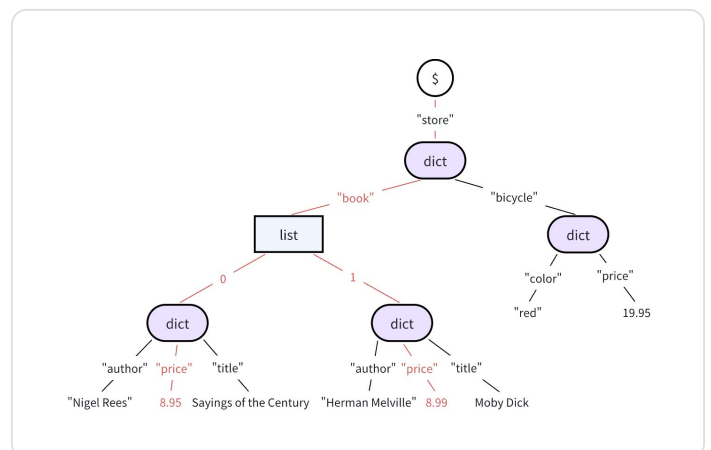 $
"store"
dict
"book" "bicycle"
list dict
0 1 "color" "price"
"red" 19.95
dict dict
"author" "price" "title" "author" "price" "title"
"Nigel Rees" 8.95 Sayings of the Century "Herman Melville" 8.99 Moby Dick